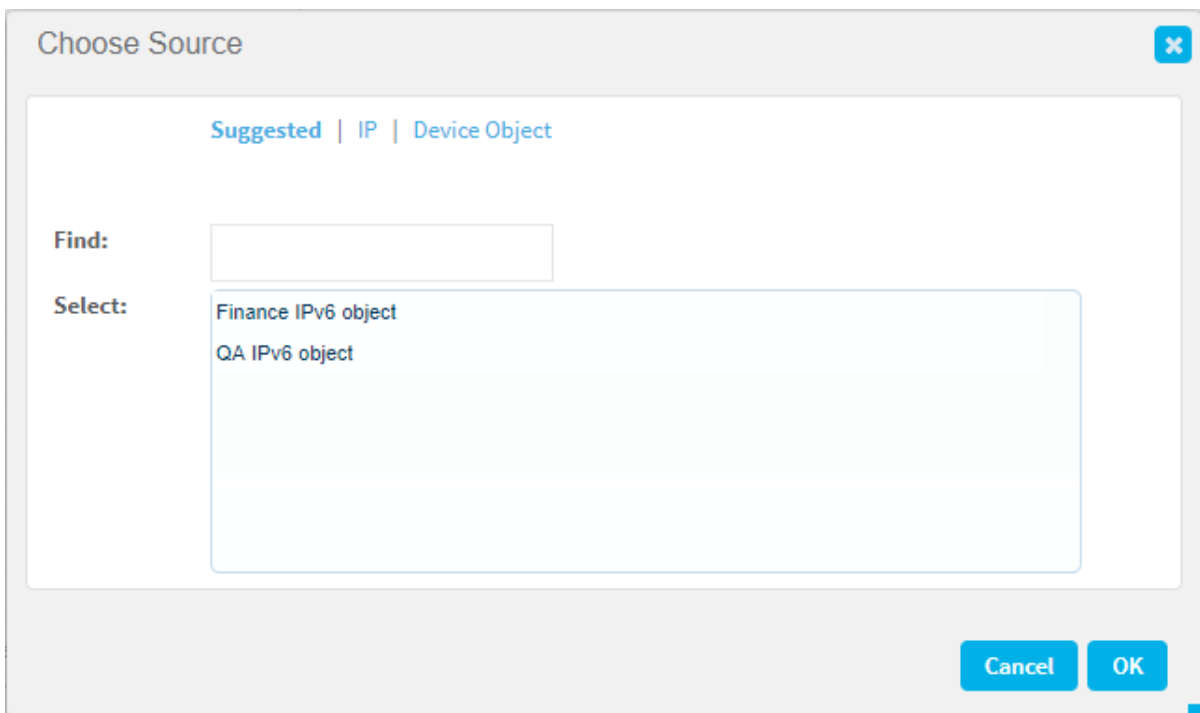 Choose Source
Suggested | IP | Device Object
Find:
Select:
Finance IPv6 object
QA IPv6 object
Cancel OK